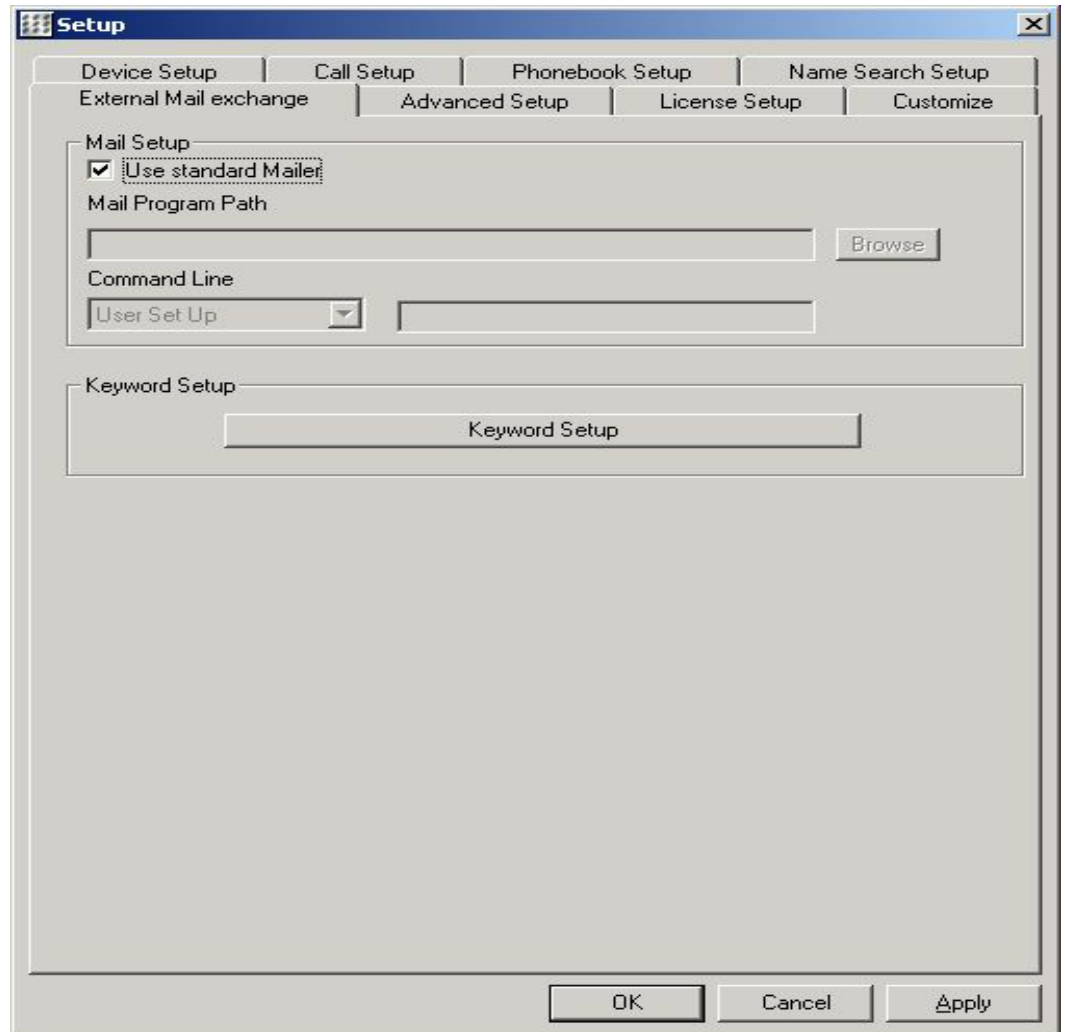 Setup
Device Setup Call Setup Phonebook Setup Name Search Setup
External Mail exchange Advanced Setup License Setup Customize
Mail Setup
Use standard Mailer
Mail Program Path
Browse
Command Line
User Set Up
Keyword Setup
Keyword Setup
OK Cancel Apply